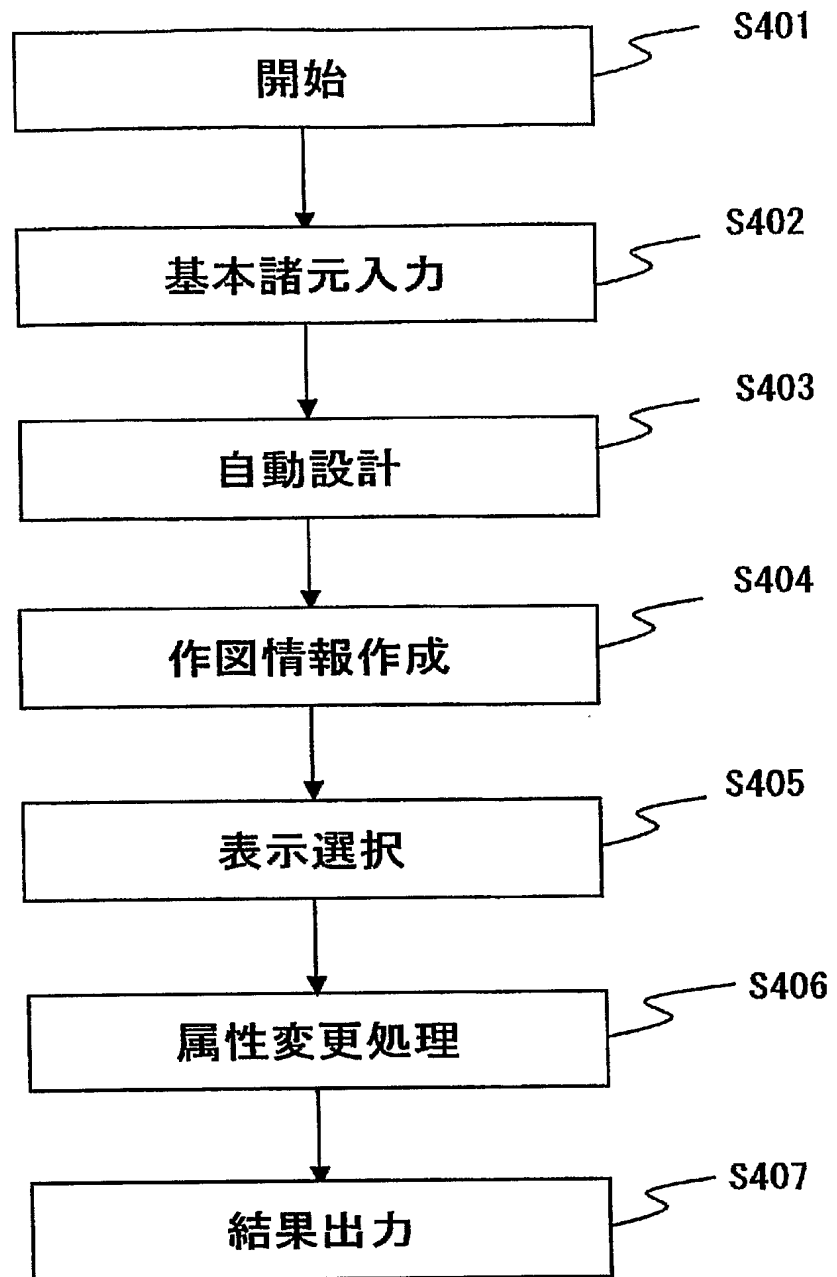 S401
開始
S402
基本諸元入力
S403
自動設計
S404
作図情報作成
S405
表示選択
S406
属性変更処理
S407
結果出力